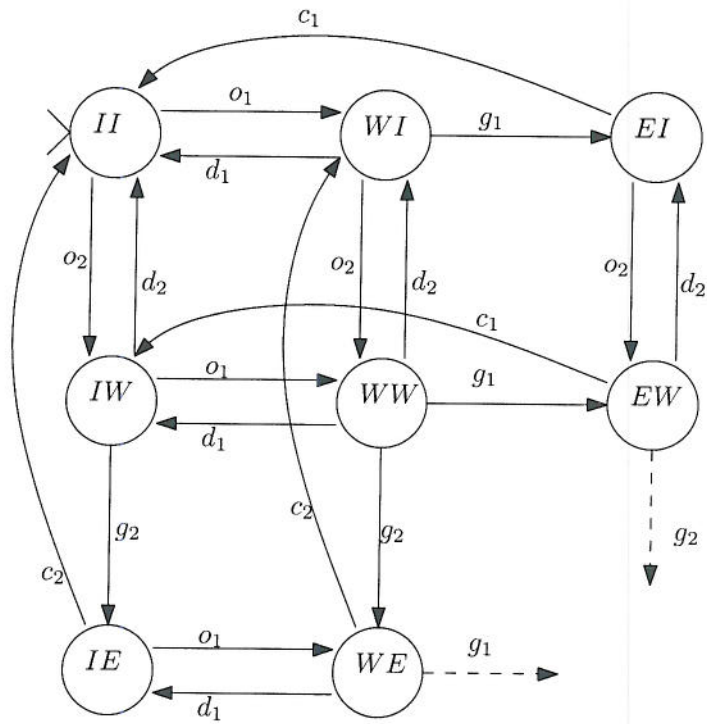 c₁
II
o₁
WI
g₁
EI
d₁
o₂
d₂
o₂
d₂
o₂
d₂
c₁
IW
o₁
WW
g₁
EW
d₁
g₂
c₂
g₂
g₂
c₂
IE
o₁
WE
g₁
d₁